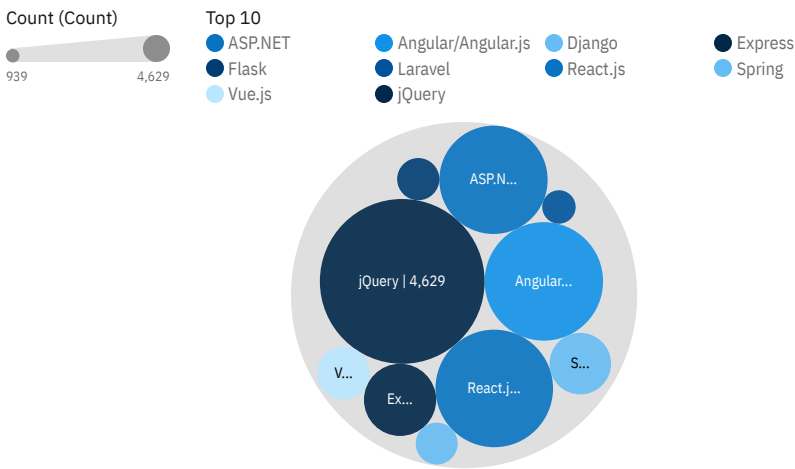 Count (Count)
939 4,629
Top 10
ASP.NET Angular/Angular.js Django Express
Flask Laravel React.js Spring
Vue.js jQuery
ASP.N...
jQuery | 4,629 Angular...
S...
V... React.j...
Ex...